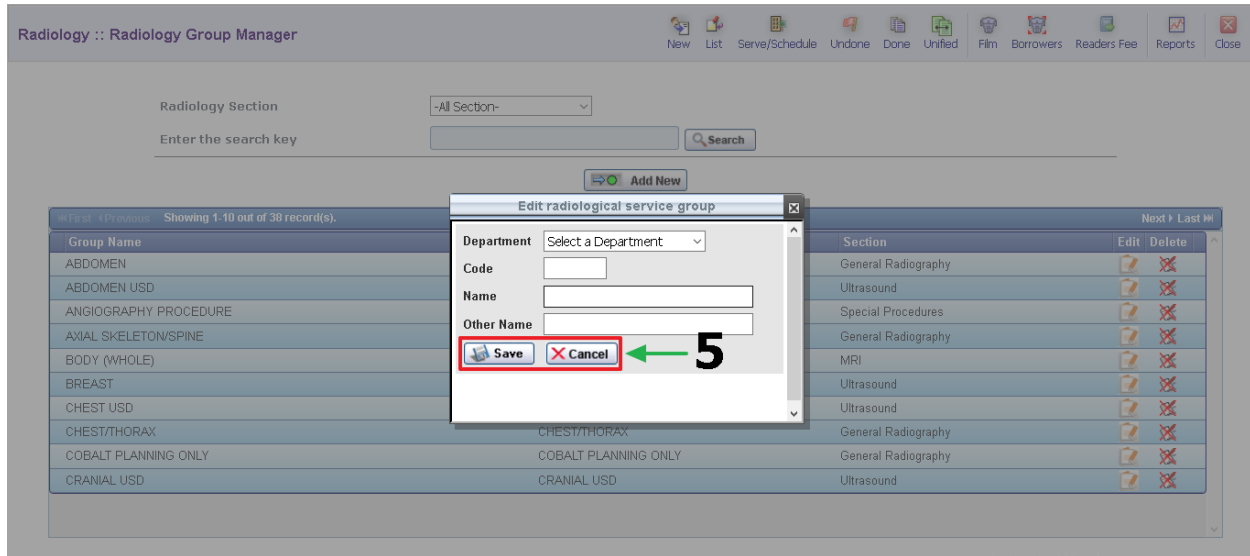 Radiology :: Radiology Group Manager
New List Serve/Schedule Undone Done Unified Film Borrowers Readers Fee Reports Close
Radiology Section -All Section-
Enter the search key Search
Add New
Edit radiological service group
First Previous Showing 1-10 out of 38 record(s). Next Last
Group Name Section Edit Delete
Department Select a Department
Code
Name
Other Name
Save Cancel 5
ABDOMEN General Radiography
ABDOMEN USD Ultrasound
ANGIOGRAPHY PROCEDURE Special Procedures
AXIAL SKELETON/SPINE General Radiography
BODY (WHOLE) MRI
BREAST Ultrasound
CHEST USD Ultrasound
CHEST/THORAX CHEST/THORAX General Radiography
COBALT PLANNING ONLY COBALT PLANNING ONLY General Radiography
CRANIAL USD CRANIAL USD Ultrasound